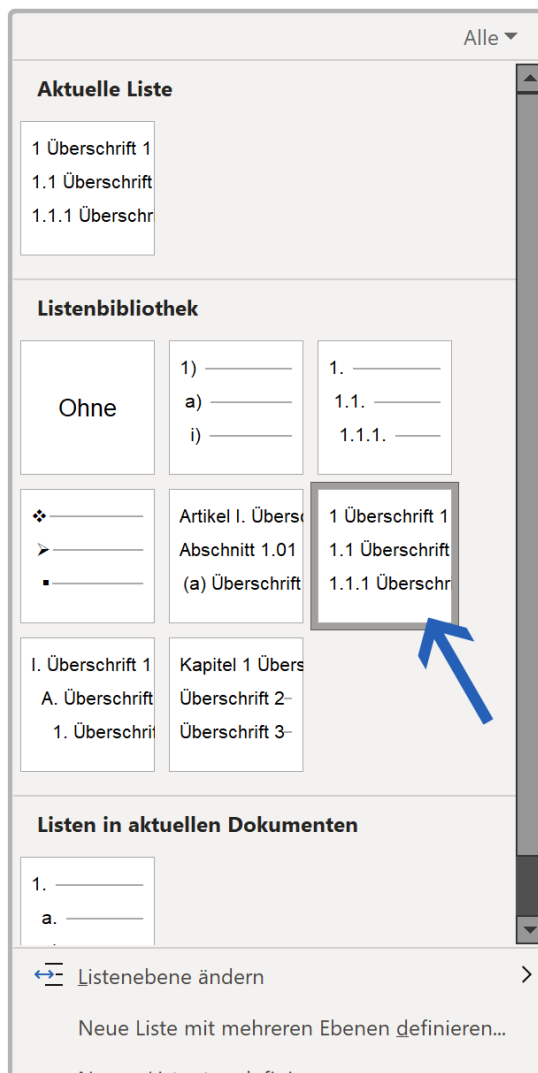 Alle
Aktuelle Liste
1 Überschrift 1
1.1 Überschrift
1.1.1 Überschri
Listenbibliothek
Ohne
1)
a)
i)
1.
1.1.
1.1.1.
Artikel I. Übersc
Abschnitt 1.01
(a) Überschrift
1 Überschrift 1
1.1 Überschrift
1.1.1 Überschr
I. Überschrift 1
A. Überschrift
1. Überschrif
Kapitel 1 Übers
Überschrift 2
Überschrift 3
Listen in aktuellen Dokumenten
1.
a.
Listenebene ändern
Neue Liste mit mehreren Ebenen definieren...